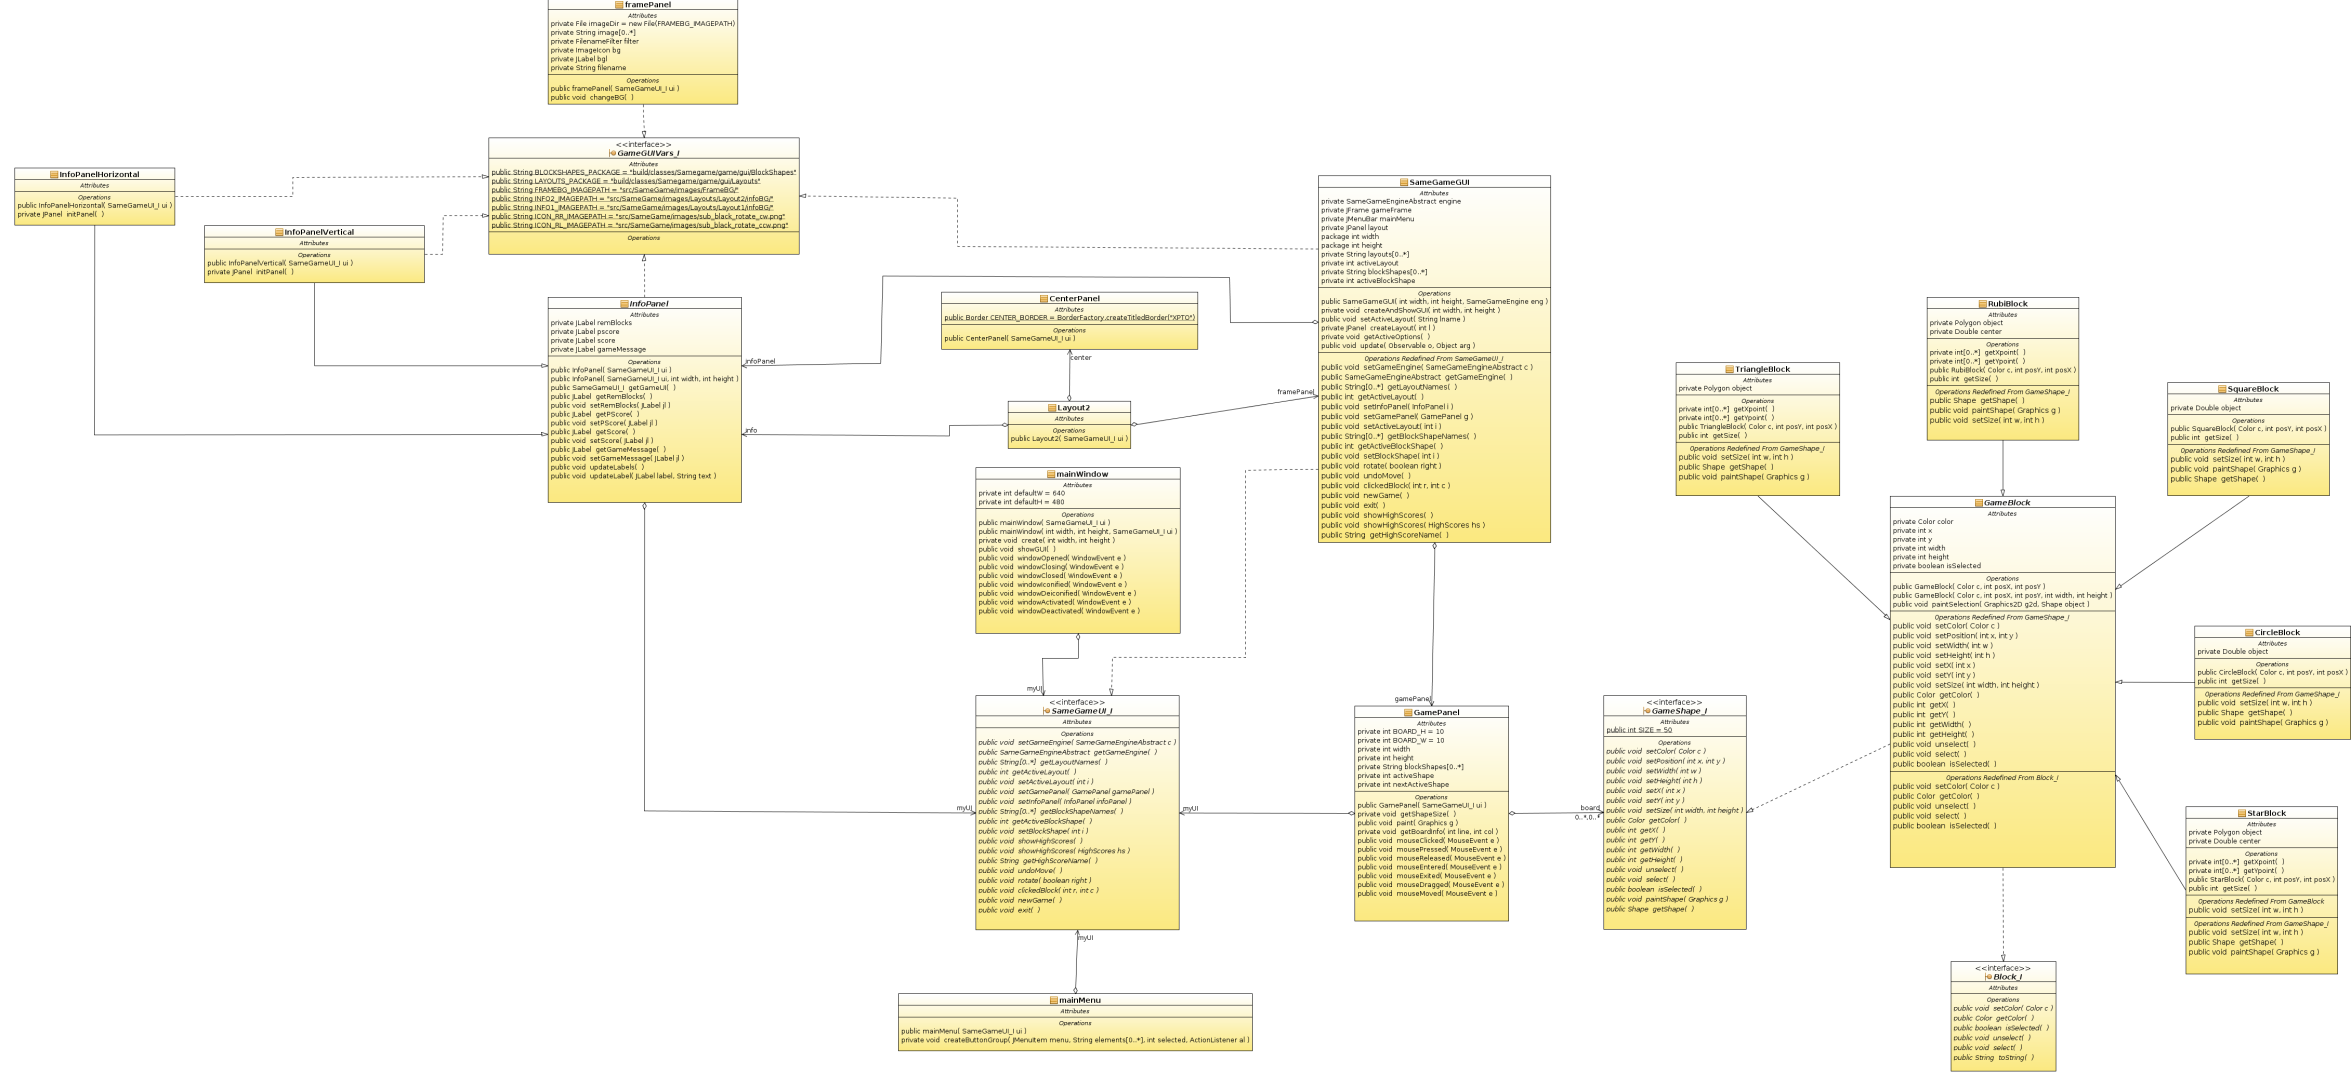 framePanel
Attributes
private File imageDir = new File(FRAMEBG_IMAGEPATH)
private String image[0..*]
private FilenameFilter filter
private ImageIcon bg
private JLabel bgl
private String filename
Operations
public framePanel( SameGameUI_I ui )
public void changeBG( )
<<interface>>
GameGUIVars_I
Attributes
public String BLOCKSHAPES_PACKAGE = "build/classes/Samegame/game/gui/BlockShapes"
public String LAYOUTS_PACKAGE = "build/classes/Samegame/game/gui/Layouts"
public String FRAMEBG_IMAGEPATH = "src/SameGame/images/FrameBG/"
public String INFO2_IMAGEPATH = "src/SameGame/images/Layouts/Layout2/infoBG/"
public String INFO1_IMAGEPATH = "src/SameGame/images/Layouts/Layout1/infoBG/"
public String ICON_RR_IMAGEPATH = "src/SameGame/images/sub_black_rotate_cw.png"
public String ICON_RL_IMAGEPATH = "src/SameGame/images/sub_black_rotate_ccw.png"
Operations
InfoPanelHorizontal
Attributes
Operations
public InfoPanelHorizontal( SameGameUI_I ui )
private JPanel initPanel( )
InfoPanelVertical
Attributes
Operations
public InfoPanelVertical( SameGameUI_I ui )
private JPanel initPanel( )
InfoPanel
Attributes
private JLabel remBlocks
private JLabel pscore
private JLabel score
private JLabel gameMessage
Operations
public InfoPanel( SameGameUI_I ui )
public InfoPanel( SameGameUI_I ui, int width, int height )
public SameGameUI_I getGameUI( )
public JLabel getRemBlocks( )
public void setRemBlocks( JLabel jl )
public JLabel getPScore( )
public void setPScore( JLabel jl )
public JLabel getScore( )
public void setScore( JLabel jl )
public JLabel getGameMessage( )
public void setGameMessage( JLabel jl )
public void updateLabels( )
public void updateLabel( JLabel label, String text )
infoPanel
info
CenterPanel
Attributes
public Border CENTER_BORDER = BorderFactory.createTitledBorder("XPTO")
Operations
public CenterPanel( SameGameUI_I ui )
center
Layout2
Attributes
Operations
public Layout2( SameGameUI_I ui )
framePanel
SameGameGUI
Attributes
private SameGameEngineAbstract engine
private JFrame gameFrame
private JMenuBar mainMenu
private JPanel layout
package int width
package int height
private String layouts[0..*]
private int activeLayout
private String blockShapes[0..*]
private int activeBlockShape
Operations
public SameGameGUI( int width, int height, SameGameEngine eng )
private void createAndShowGUI( int width, int height )
public void setActiveLayout( String lname )
private JPanel createLayout( int l )
private void getActiveOptions( )
public void update( Observable o, Object arg )
Operations Redefined From SameGameUI_I
public void setGameEngine( SameGameEngineAbstract c )
public SameGameEngineAbstract getGameEngine( )
public String[0..*] getLayoutNames( )
public int getActiveLayout( )
public void setInfoPanel( InfoPanel i )
public void setGamePanel( GamePanel g )
public void setActiveLayout( int i )
public String[0..*] getBlockShapeNames( )
public int getActiveBlockShape( )
public void setBlockShape( int i )
public void rotate( boolean right )
public void undoMove( )
public void clickedBlock( int r, int c )
public void newGame( )
public void exit( )
public void showHighScores( )
public void showHighScores( HighScores hs )
public String getHighScoreName( )
mainWindow
Attributes
private int defaultW = 640
private int defaultH = 480
Operations
public mainWindow( SameGameUI_I ui )
public mainWindow( int width, int height, SameGameUI_I ui )
private void create( int width, int height )
public void showGUI( )
public void windowOpened( WindowEvent e )
public void windowClosing( WindowEvent e )
public void windowClosed( WindowEvent e )
public void windowIconified( WindowEvent e )
public void windowDeiconified( WindowEvent e )
public void windowActivated( WindowEvent e )
public void windowDeactivated( WindowEvent e )
myUI
<<interface>>
SameGameUI_I
Attributes
Operations
public void setGameEngine( SameGameEngineAbstract c )
public SameGameEngineAbstract getGameEngine( )
public String[0..*] getLayoutNames( )
public int getActiveLayout( )
public void setActiveLayout( int i )
public void setGamePanel( GamePanel gamePanel )
public void setInfoPanel( InfoPanel infoPanel )
public String[0..*] getBlockShapeNames( )
public int getActiveBlockShape( )
public void setBlockShape( int i )
public void showHighScores( )
public void showHighScores( HighScores hs )
public String getHighScoreName( )
public void undoMove( )
public void rotate( boolean right )
public void clickedBlock( int r, int c )
public void newGame( )
public void exit( )
myUI
myUI
myUI
mainMenu
Attributes
Operations
public mainMenu( SameGameUI_I ui )
private void createButtonGroup( JMenuItem menu, String elements[0..*], int selected, ActionListener al )
gamePanel
GamePanel
Attributes
private int BOARD_H = 10
private int BOARD_W = 10
private int width
private int height
private String blockShapes[0..*]
private int activeShape
private int nextActiveShape
Operations
public GamePanel( SameGameUI_I ui )
private void getShapeSize( )
public void paint( Graphics g )
private void getBoardInfo( int line, int col )
public void mouseClicked( MouseEvent e )
public void mousePressed( MouseEvent e )
public void mouseReleased( MouseEvent e )
public void mouseEntered( MouseEvent e )
public void mouseExited( MouseEvent e )
public void mouseDragged( MouseEvent e )
public void mouseMoved( MouseEvent e )
board
0..*,0..*
<<interface>>
GameShape_I
Attributes
public int SIZE = 50
Operations
public void setColor( Color c )
public void setPosition( int x, int y )
public void setWidth( int w )
public void setHeight( int h )
public void setX( int x )
public void setY( int y )
public void setSize( int width, int height )
public Color getColor( )
public int getX( )
public int getY( )
public int getWidth( )
public int getHeight( )
public void unselect( )
public void select( )
public boolean isSelected( )
public void paintShape( Graphics g )
public Shape getShape( )
TriangleBlock
Attributes
private Polygon object
Operations
private int[0..*] getXpoint( )
private int[0..*] getYpoint( )
public TriangleBlock( Color c, int posY, int posX )
public int getSize( )
Operations Redefined From GameShape_I
public void setSize( int w, int h )
public Shape getShape( )
public void paintShape( Graphics g )
RubiBlock
Attributes
private Polygon object
private Double center
Operations
private int[0..*] getXpoint( )
private int[0..*] getYpoint( )
public RubiBlock( Color c, int posY, int posX )
public int getSize( )
Operations Redefined From GameShape_I
public Shape getShape( )
public void paintShape( Graphics g )
public void setSize( int w, int h )
SquareBlock
Attributes
private Double object
Operations
public SquareBlock( Color c, int posY, int posX )
public int getSize( )
Operations Redefined From GameShape_I
public void setSize( int w, int h )
public void paintShape( Graphics g )
public Shape getShape( )
GameBlock
Attributes
private Color color
private int x
private int y
private int width
private int height
private boolean isSelected
Operations
public GameBlock( Color c, int posX, int posY )
public GameBlock( Color c, int posX, int posY, int width, int height )
public void paintSelection( Graphics2D g2d, Shape object )
Operations Redefined From GameShape_I
public void setColor( Color c )
public void setPosition( int x, int y )
public void setWidth( int w )
public void setHeight( int h )
public void setX( int x )
public void setY( int y )
public void setSize( int width, int height )
public Color getColor( )
public int getX( )
public int getY( )
public int getWidth( )
public int getHeight( )
public void unselect( )
public void select( )
public boolean isSelected( )
Operations Redefined From Block_I
public void setColor( Color c )
public Color getColor( )
public void unselect( )
public void select( )
public boolean isSelected( )
CircleBlock
Attributes
private Double object
Operations
public CircleBlock( Color c, int posY, int posX )
public int getSize( )
Operations Redefined From GameShape_I
public void setSize( int w, int h )
public Shape getShape( )
public void paintShape( Graphics g )
StarBlock
Attributes
private Polygon object
private Double center
Operations
private int[0..*] getXpoint( )
private int[0..*] getYpoint( )
public StarBlock( Color c, int posY, int posX )
public int getSize( )
Operations Redefined From GameBlock
public void setSize( int w, int h )
Operations Redefined From GameShape_I
public void setSize( int w, int h )
public Shape getShape( )
public void paintShape( Graphics g )
<<interface>>
Block_I
Attributes
Operations
public void setColor( Color c )
public Color getColor( )
public boolean isSelected( )
public void unselect( )
public void select( )
public String toString( )